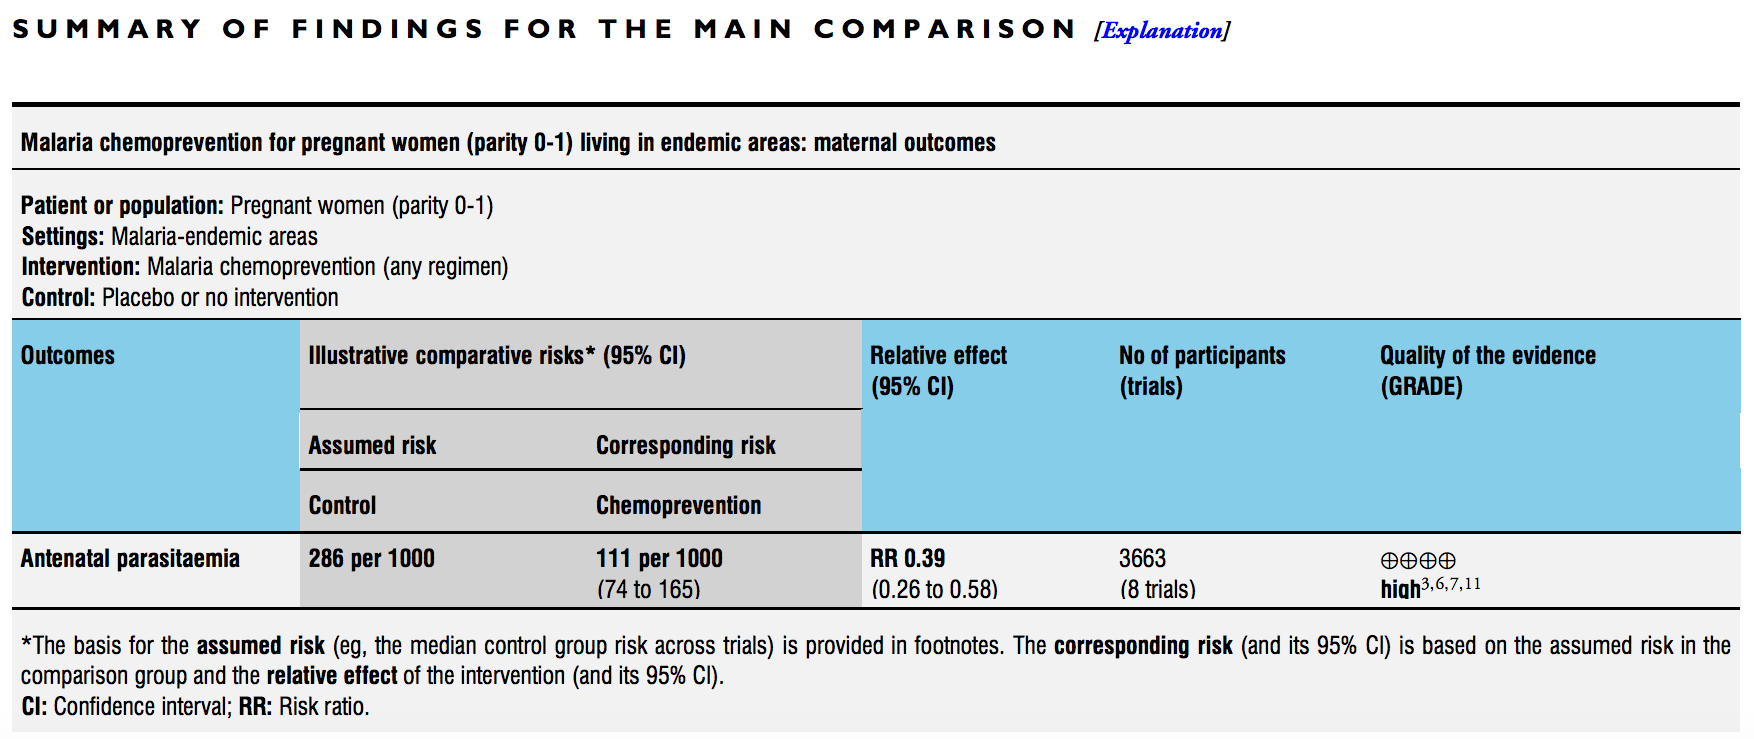 SUMMARY OF FINDINGS FOR THE MAIN COMPARISON [Explanation]
Malaria chemoprevention for pregnant women (parity 0-1) living in endemic areas: maternal outcomes
Patient or population: Pregnant women (parity 0-1)
Settings: Malaria-endemic areas
Intervention: Malaria chemoprevention (any regimen)
Control: Placebo or no intervention
Outcomes Illustrative comparative risks* (95% CI) Relative effect No of participants Quality of the evidence
(95% CI) (trials) (GRADE)
Assumed risk Corresponding risk
Control Chemoprevention
Antenatal parasitaemia 286 per 1000 111 per 1000 RR 0.39 3663 ⊕⊕⊕⊕
(74 to 165) (0.26 to 0.58) (8 trials) high3,6,7,11
*The basis for the assumed risk (eg, the median control group risk across trials) is provided in footnotes. The corresponding risk (and its 95% CI) is based on the assumed risk in the
comparison group and the relative effect of the intervention (and its 95% CI).
CI: Confidence interval; RR: Risk ratio.